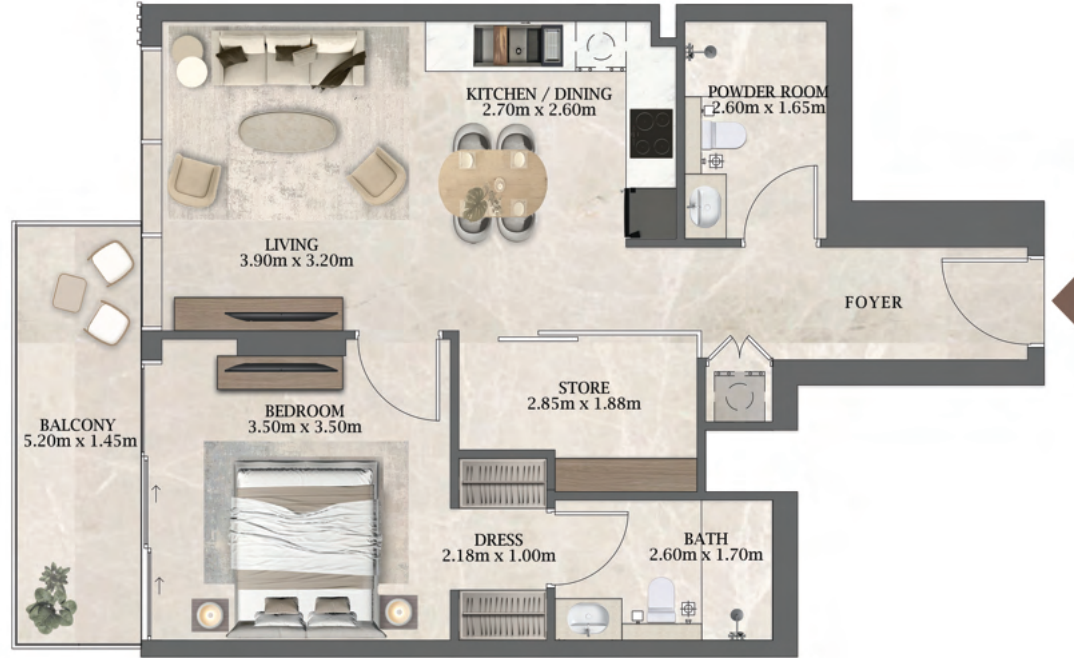 KITCHEN / DINING
2.70m x 2.60m
POWDER ROOM
2.60m x 1.65m
LIVING
3.90m x 3.20m
FOYER
STORE
2.85m x 1.88m
BEDROOM
3.50m x 3.50m
BALCONY
5.20m x 1.45m
DRESS
2.18m x 1.00m
BATH
2.60m x 1.70m